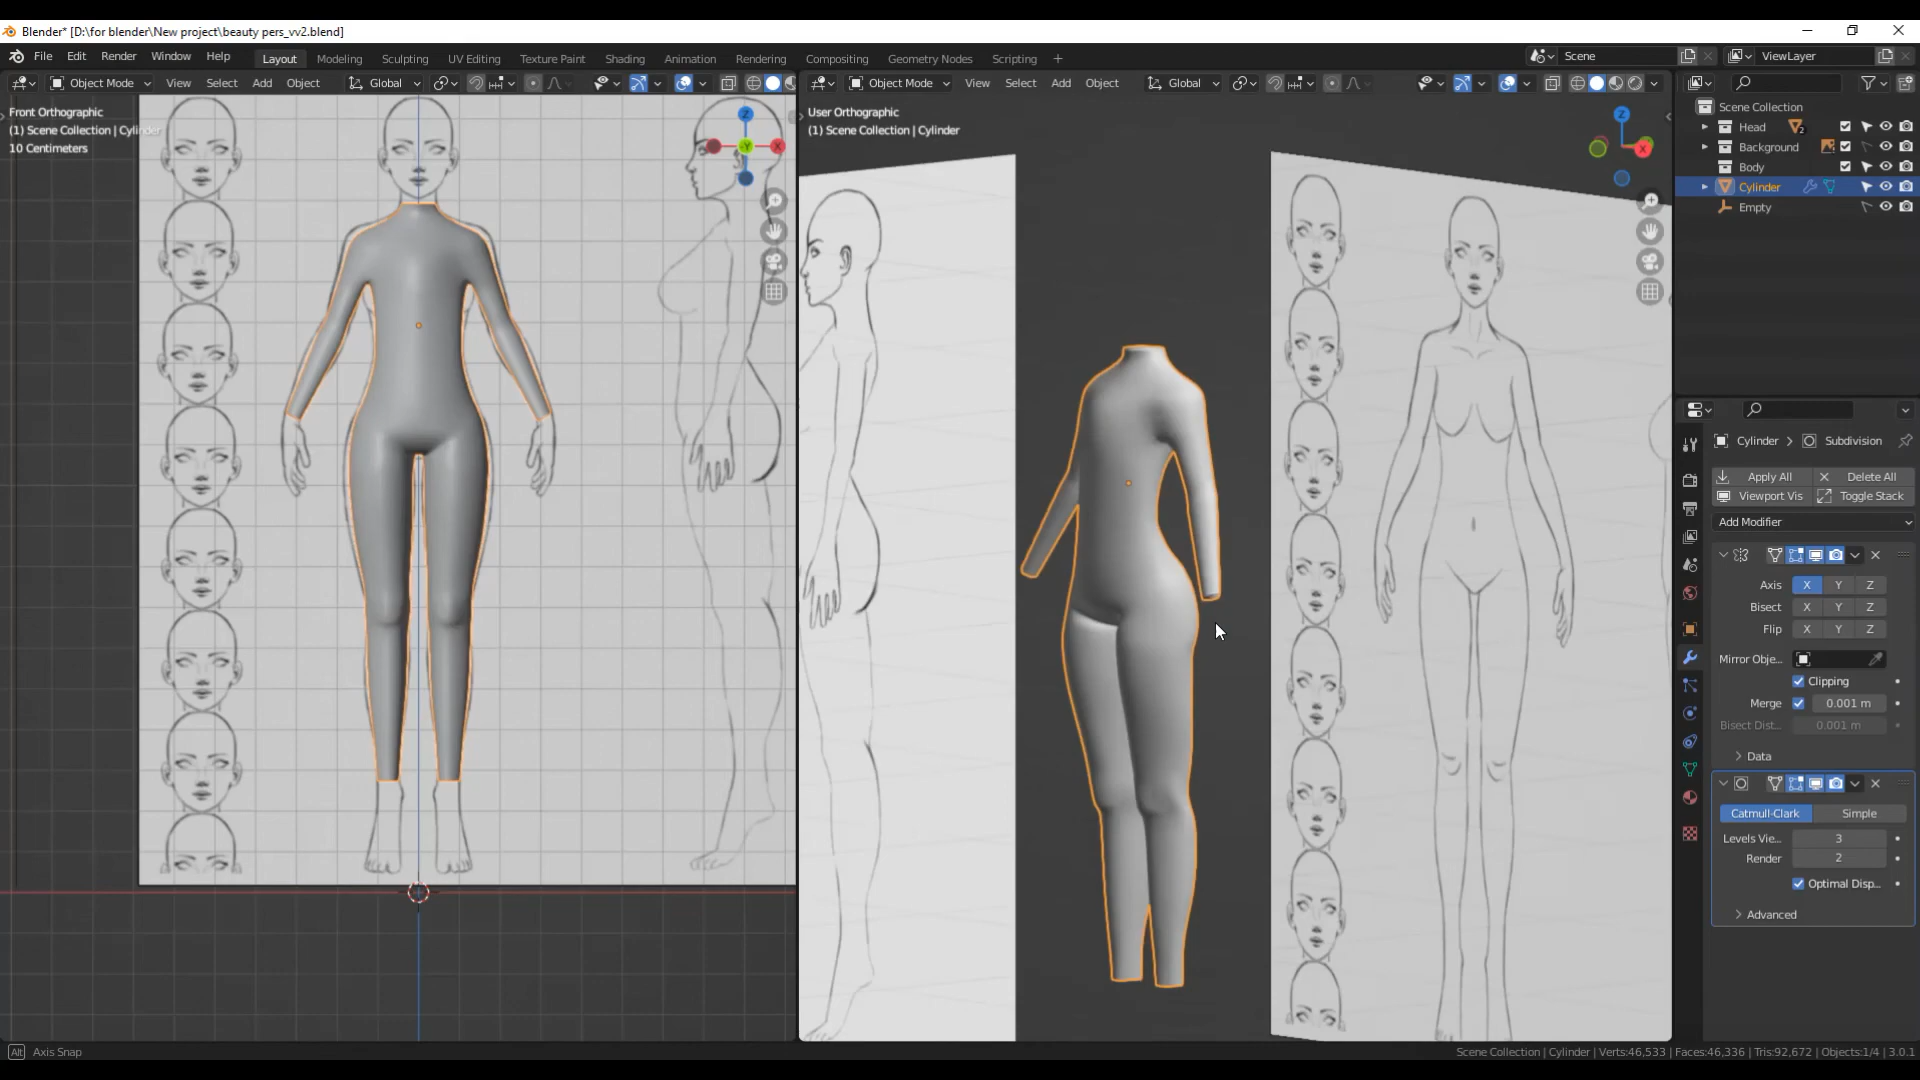 Blender* [D:\for blender\New project\beauty pers_vv2.blend]
File Edit Render Window Help Layout Modeling Sculpting UV Editing Texture Paint Shading Animation Rendering Compositing Geometry Nodes Scripting + Scene ViewLayer
Object Mode View Select Add Object Global Object Mode View Select Add Object Global
Front Orthographic
(1) Scene Collection | Cylinder
10 Centimeters
Z
-Y
X
User Orthographic
(1) Scene Collection | Cylinder
Z
X
Scene Collection
Head 2
Background
Body
Cylinder
Empty
Cylinder > Subdivision
Apply All Delete All
Viewport Vis Toggle Stack
Add Modifier
Axis X Y Z
Bisect X Y Z
Flip X Y Z
Mirror Obje...
Clipping
Merge 0.001 m
Bisect Dist... 0.001 m
Data
Catmull-Clark Simple
Levels Vie... 3
Render 2
Optimal Disp...
Advanced
Alt Axis Snap
Scene Collection | Cylinder | Verts:46,533 | Faces:46,336 | Tris:92,672 | Objects:1/4 | 3.0.1